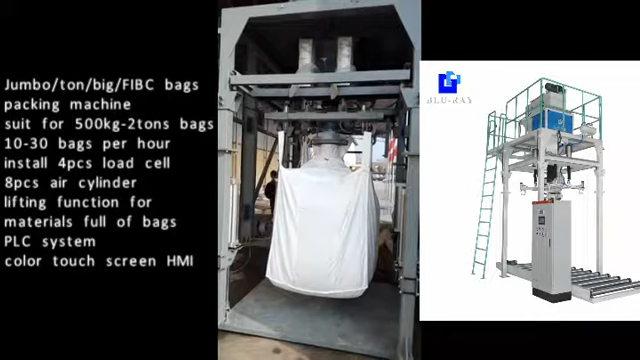 Jumbo/ton/big/FIBC bags
packing machine
suit for 500kg-2tons bags
10-30 bags per hour
install 4pcs load cell
8pcs air cylinder
lifting function for
materials full of bags
PLC system
color touch screen HMI
BLU-RAY